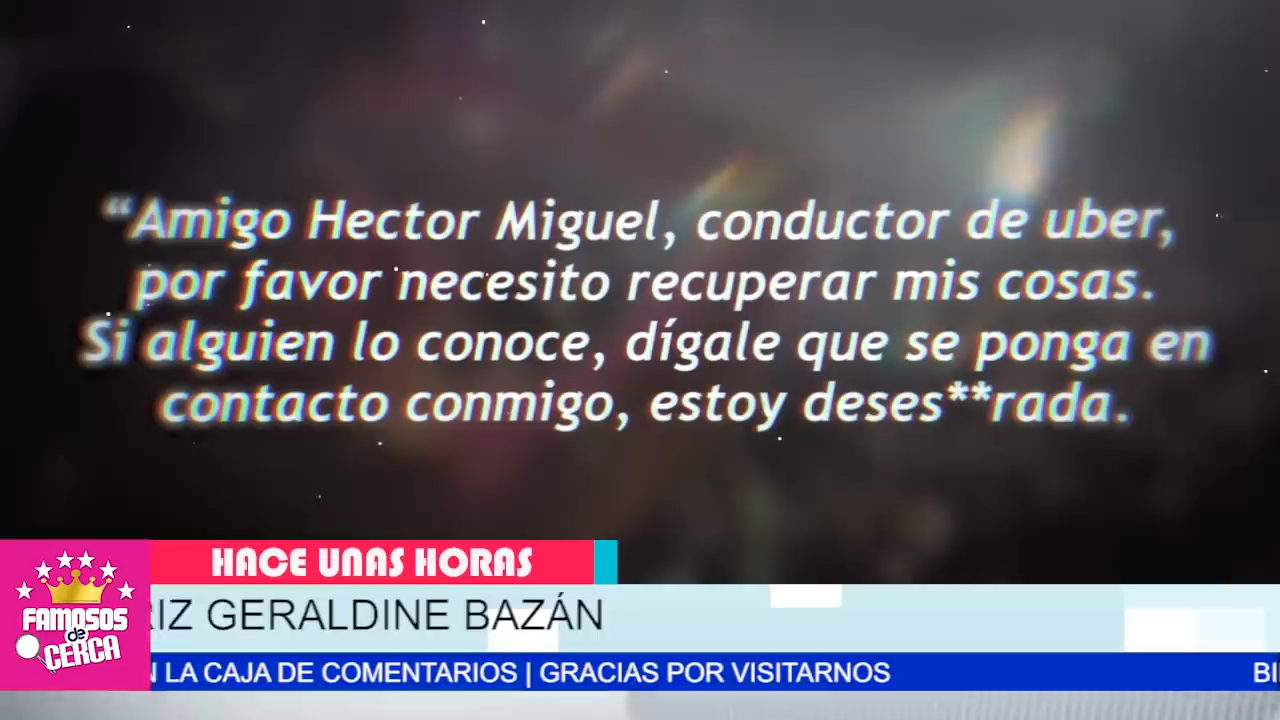 “Amigo Hector Miguel, conductor de uber,
por favor necesito recuperar mis cosas.
Si alguien lo conoce, dígale que se ponga en
contacto conmigo, estoy deses**rada.
HACE UNAS HORAS
RIZ GERALDINE BAZÁN
FAMOSOS
de
CERCA
N LA CAJA DE COMENTARIOS | GRACIAS POR VISITARNOS
BI